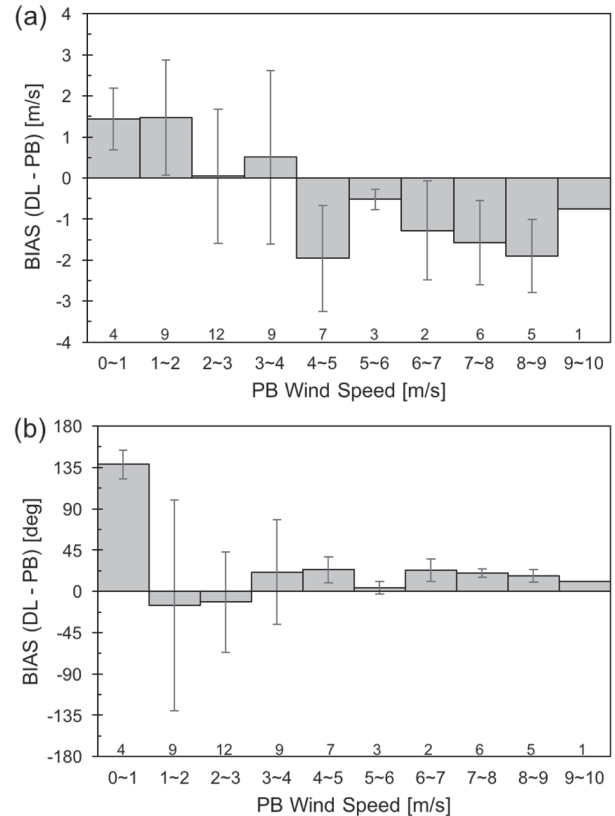 (a)
BIAS (DL - PB) [m/s]
4
3
2
1
0
-1
-2
-3
-4
4 9 12 9 7 3 2 6 5 1
0~1 1~2 2~3 3~4 4~5 5~6 6~7 7~8 8~9 9~10
PB Wind Speed [m/s]
(b)
BIAS (DL - PB) [deg]
180
135
90
45
0
-45
-90
-135
-180
4 9 12 9 7 3 2 6 5 1
0~1 1~2 2~3 3~4 4~5 5~6 6~7 7~8 8~9 9~10
PB Wind Speed [m/s]